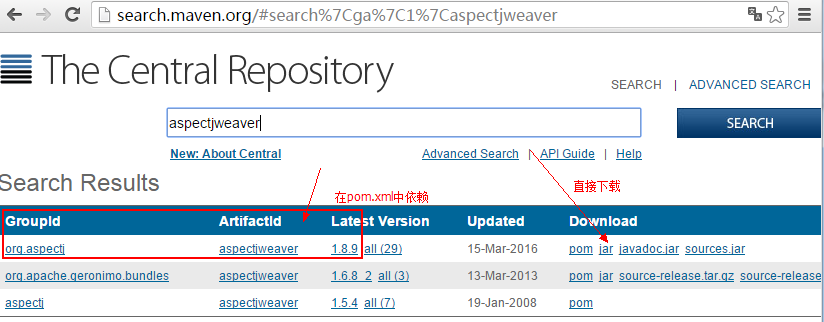 search.maven.org/#search%7Cga%7C1%7Caspectjweaver
The Central Repository
SEARCH | ADVANCED SEARCH
aspectjweaver SEARCH
New: About Central Advanced Search | API Guide | Help
Search Results
在pom.xml中依赖 直接下载
GroupId ArtifactId Latest Version Updated Download
org.aspectj aspectjweaver 1.8.9 all (29) 15-Mar-2016 pom jar javadoc.jar sources.jar
org.apache.geronimo.bundles aspectjweaver 1.6.8_2 all (3) 13-Mar-2013 pom jar source-release.tar.gz source-release
aspectj aspectjweaver 1.5.4 all (7) 19-Jan-2008 pom